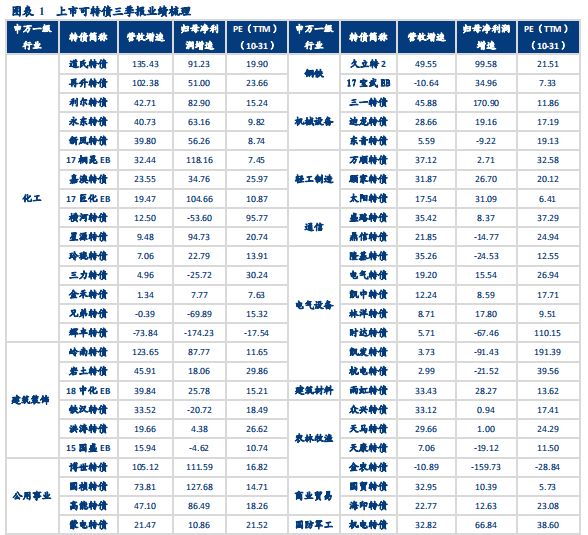 图表 1 上市可转债三季报业绩梳理
申万一级行业 转债简称 营收增速 归母净利润增速 PE（TTM）(10-31) 申万一级行业 转债简称 营收增速 归母净利润增速 PE（TTM）(10-31)
化工 道氏转债 135.43 91.23 19.90 钢铁 久立转2 49.55 99.58 21.51
再升转债 102.38 51.00 23.66 17宝武EB -10.64 34.96 7.33
利尔转债 42.71 82.90 15.24 机械设备 三一转债 45.88 170.90 11.86
永东转债 40.73 63.16 9.82 迪龙转债 28.66 19.16 17.19
新凤转债 39.80 56.26 8.74 东音转债 5.59 -9.22 19.13
17桐昆EB 32.44 118.16 7.45 轻工制造 万顺转债 37.12 2.71 32.58
嘉澳转债 23.55 34.76 25.97 顾家转债 31.87 26.70 20.12
17巨化EB 19.47 104.66 10.87 太阳转债 17.54 31.09 6.41
横河转债 12.50 -53.60 95.77 通信 盛路转债 35.42 8.37 37.29
星源转债 9.48 94.73 20.74 鼎信转债 21.85 -14.77 24.94
玲珑转债 7.06 22.79 13.91 电气设备 隆基转债 35.26 -24.53 12.55
三力转债 4.96 -25.72 30.24 电气转债 19.20 15.54 26.94
金禾转债 1.34 7.77 7.63 凯中转债 12.24 8.59 17.71
兄弟转债 -0.39 -69.89 15.32 林洋转债 8.71 17.80 9.51
辉丰转债 -73.84 -174.23 -17.54 时达转债 5.71 -67.46 110.15
建筑装饰 岭南转债 123.65 87.77 11.65 凯发转债 3.73 -91.43 191.39
岩土转债 45.91 18.06 29.86 杭电转债 2.99 -21.52 39.56
18中化EB 39.84 25.78 15.21 建筑材料 雨虹转债 33.43 28.27 13.62
铁汉转债 33.52 -20.72 18.49 农林牧渔 众兴转债 33.12 0.94 17.41
洪涛转债 19.66 4.38 26.62 天马转债 29.66 1.00 24.29
15国盛EB 15.94 -4.62 10.74 天康转债 7.06 -19.12 11.50
公用事业 博世转债 105.12 111.59 16.82 金农转债 -10.89 -159.73 -28.84
国祯转债 73.81 127.68 14.71 商业贸易 国贸转债 32.95 10.39 5.73
高能转债 47.10 86.49 18.26 海印转债 22.77 12.63 23.08
蒙电转债 21.47 10.86 21.52 国防军工 机电转债 32.82 66.84 38.60